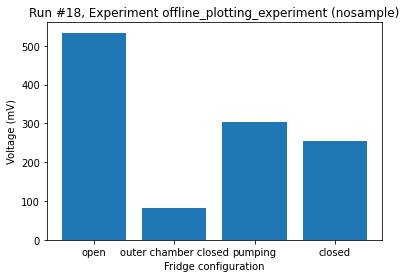 Run #18, Experiment offline_plotting_experiment (nosample)
500
400
300
200
100
0
Voltage (mV)
open outer chamber closed pumping closed
Fridge configuration